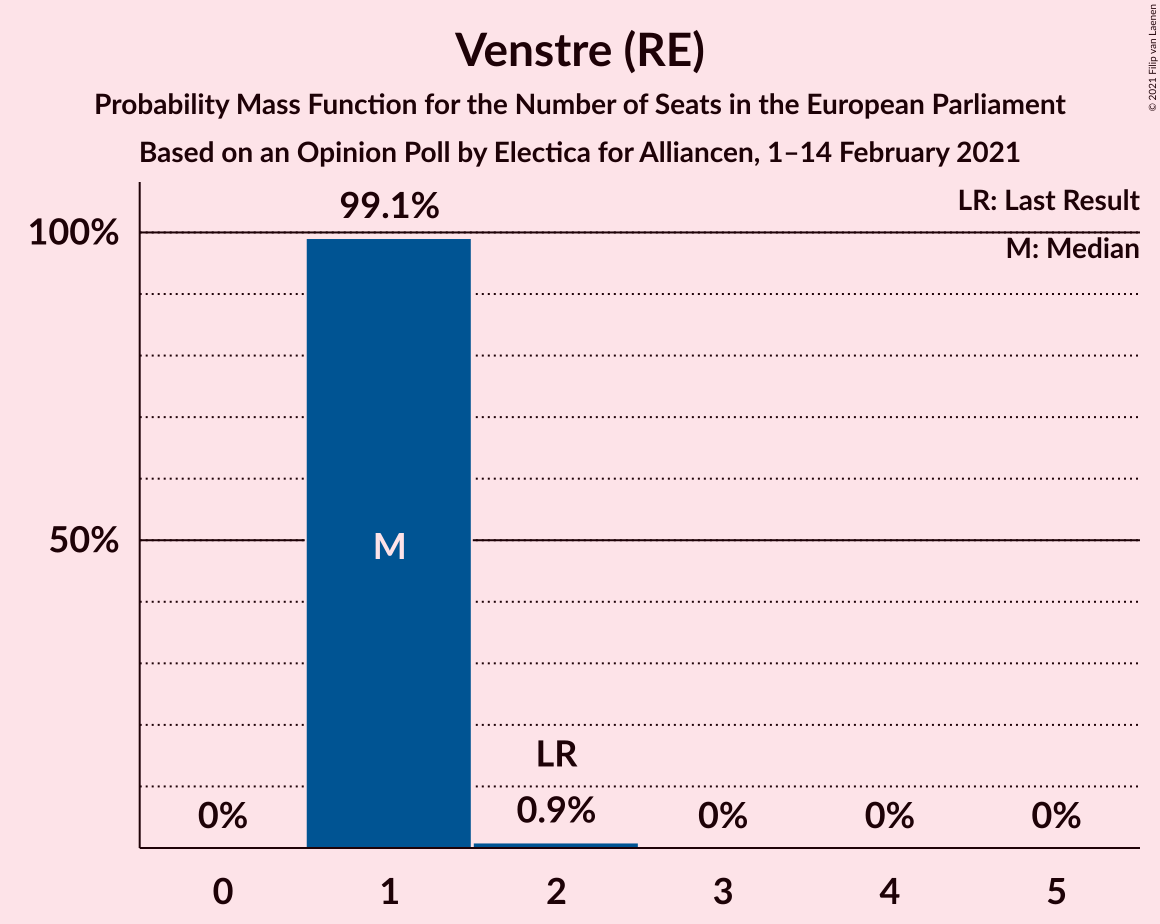 Venstre (RE)
Probability Mass Function for the Number of Seats in the European Parliament
Based on an Opinion Poll by Electica for Alliancen, 1–14 February 2021
© 2021 Filip van Laenen
LR: Last Result
M: Median
99.1%
100%
50%
M
LR
0%
0.9%
0%
0%
0%
0
1
2
3
4
5